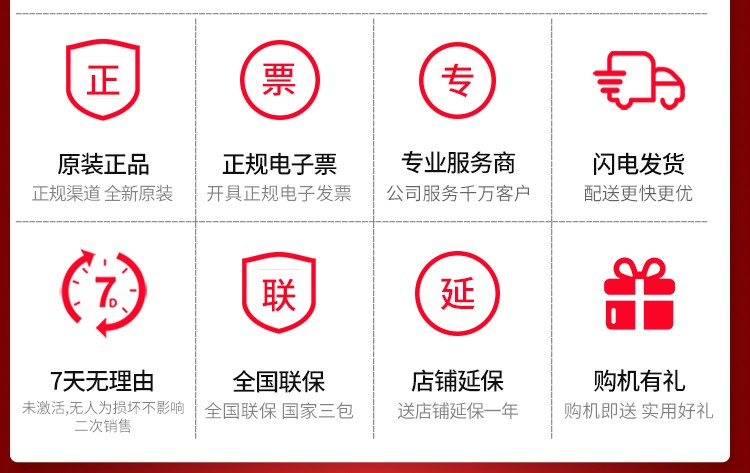 正 票 专
原装正品 正规电子票 专业服务商 闪电发货
正规渠道 全新原装 开具正规电子发票 公司服务千万客户 配送更快更优
7D 联 延
7天无理由 全国联保 店铺延保 购机有礼
未激活,无人为损坏不影响 全国联保 国家三包 送店铺延保一年 购机即送 实用好礼
二次销售